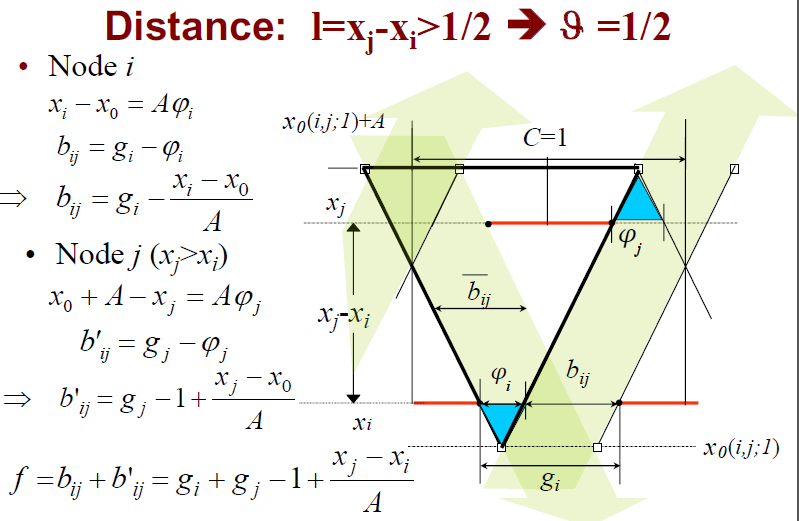 Distance: l=xⱼ-xᵢ>1/2 ➔ ϑ =1/2
• Node i
xᵢ − x₀ = Aφᵢ
bᵢⱼ = gᵢ − φᵢ
⇒ bᵢⱼ = gᵢ − (xᵢ − x₀)/A
• Node j (xⱼ>xᵢ)
x₀ + A − xⱼ = Aφⱼ
b'ᵢⱼ = gⱼ − φⱼ
⇒ b'ᵢⱼ = gⱼ − 1 + (xⱼ − x₀)/A
f = bᵢⱼ + b'ᵢⱼ = gᵢ + gⱼ − 1 + (xⱼ − xᵢ)/A
x₀(i,j;1)+A
C=1
xⱼ
φⱼ
b̅ᵢⱼ
xⱼ-xᵢ
φᵢ
bᵢⱼ
xi
x₀(i,j;1)
gᵢ